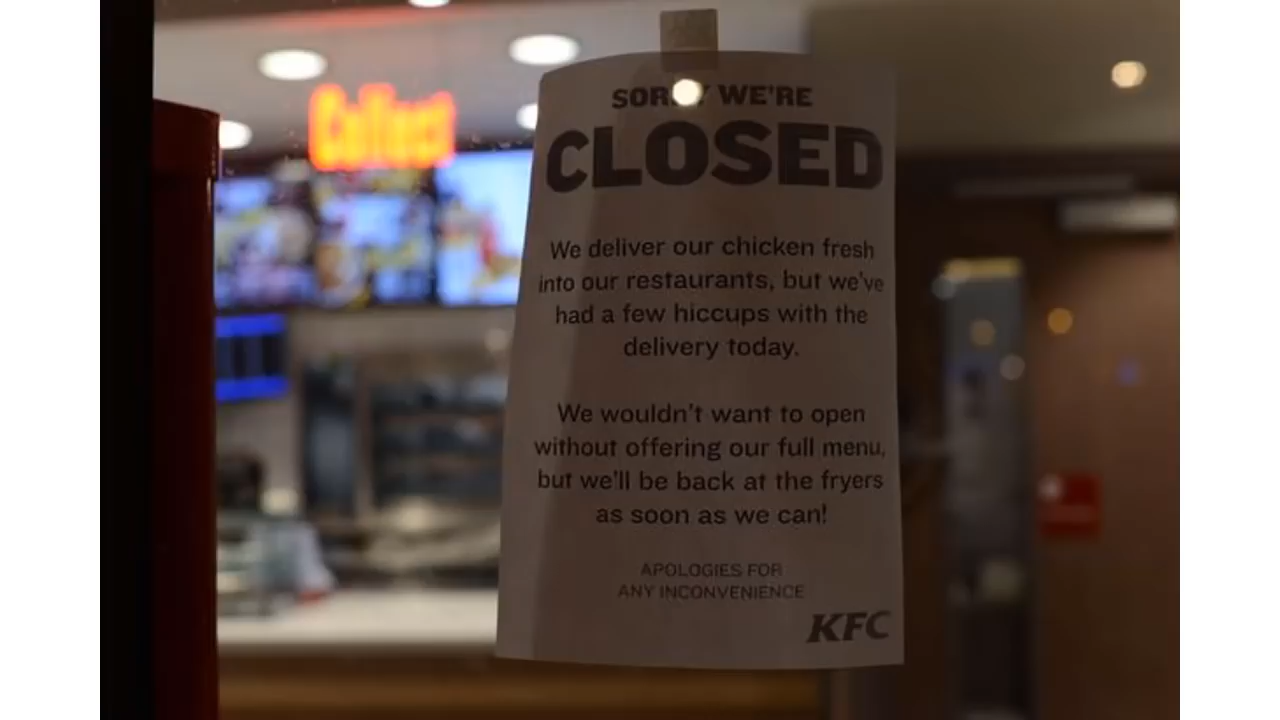 Collect
SORRY WE'RE
CLOSED
We deliver our chicken fresh
into our restaurants, but we've
had a few hiccups with the
delivery today.
We wouldn't want to open
without offering our full menu,
but we'll be back at the fryers
as soon as we can!
APOLOGIES FOR
ANY INCONVENIENCE
KFC